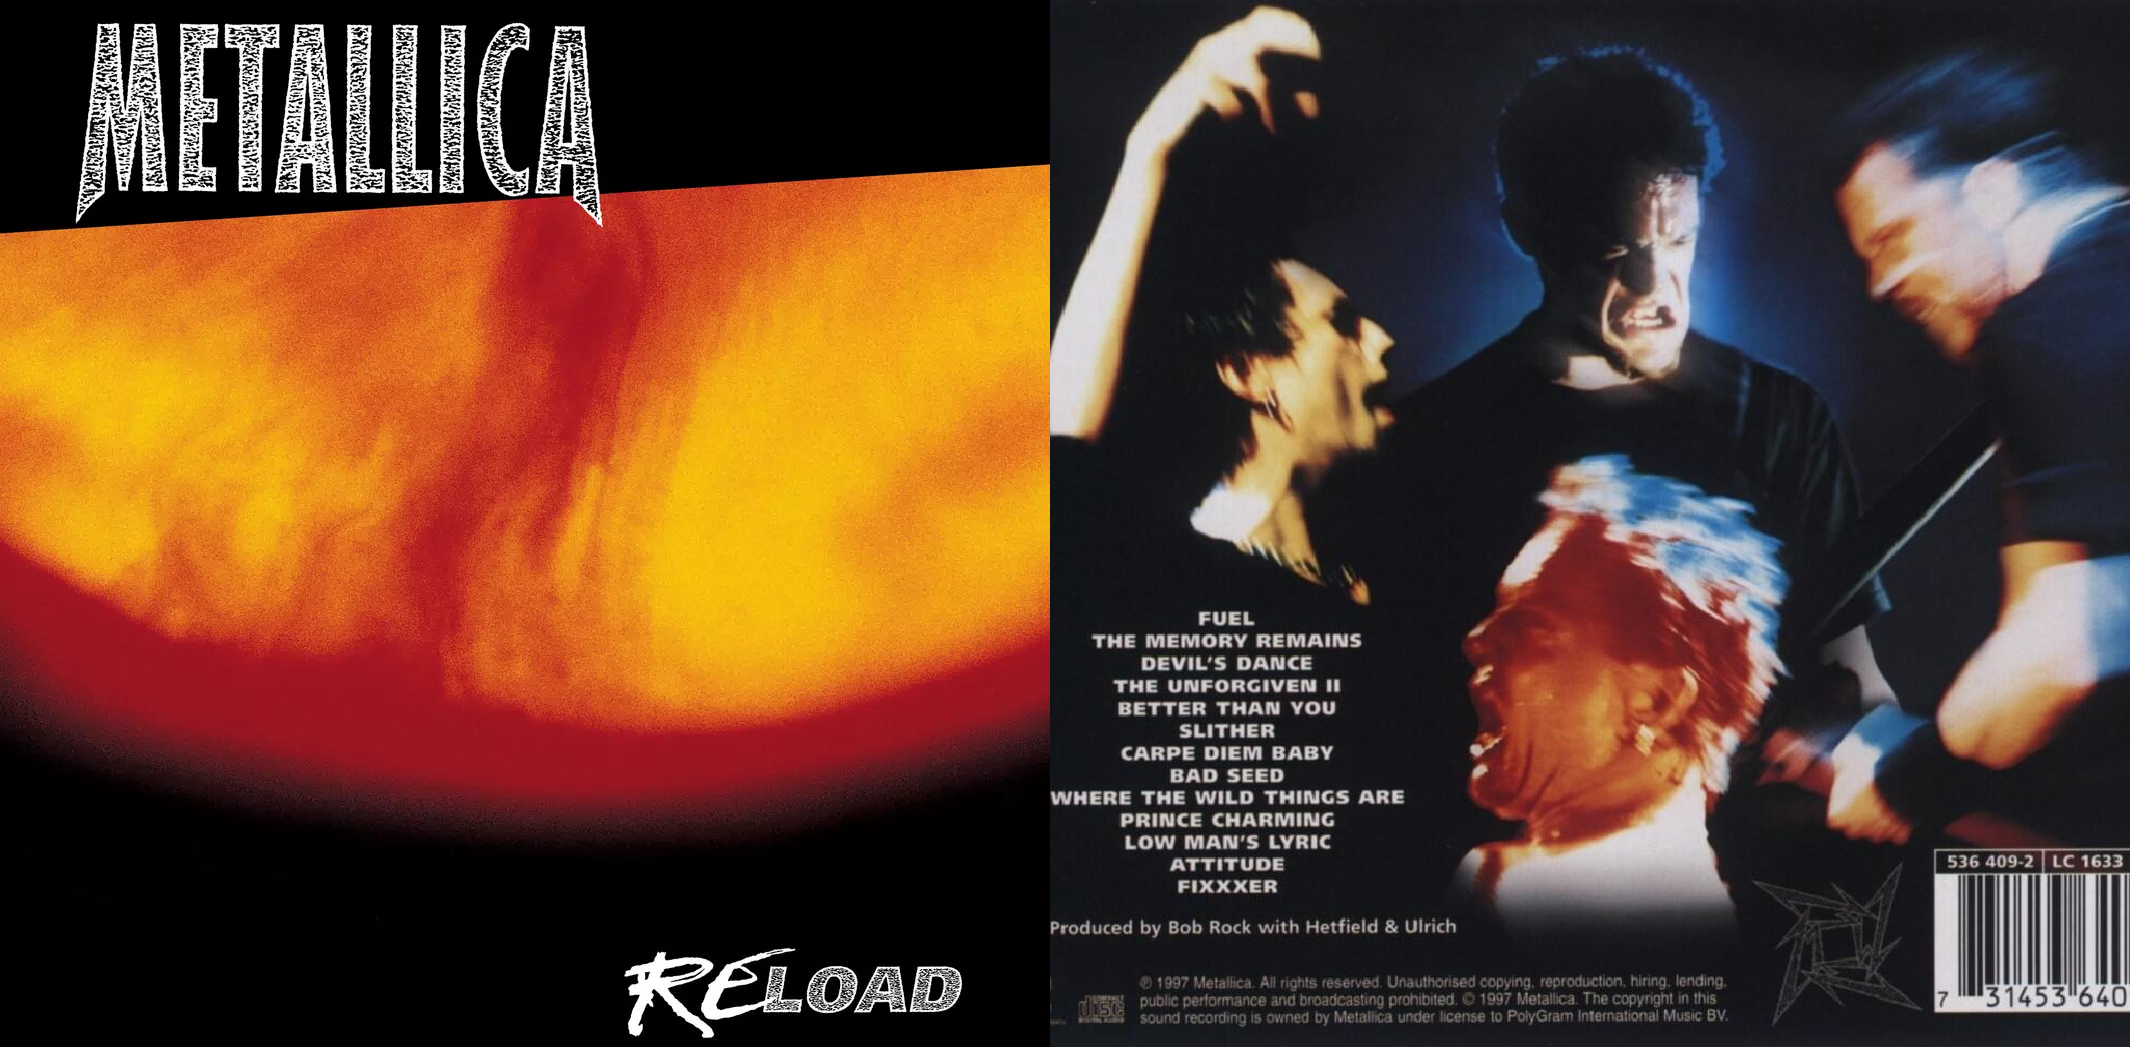 METALLICA
RELOAD
FUEL
THE MEMORY REMAINS
DEVIL'S DANCE
THE UNFORGIVEN II
BETTER THAN YOU
SLITHER
CARPE DIEM BABY
BAD SEED
WHERE THE WILD THINGS ARE
PRINCE CHARMING
LOW MAN'S LYRIC
ATTITUDE
FIXXXER
Produced by Bob Rock with Hetfield & Ulrich
℗ 1997 Metallica. All rights reserved. Unauthorised copying, reproduction, hiring, lending,
public performance and broadcasting prohibited. © 1997 Metallica. The copyright in this
sound recording is owned by Metallica under license to PolyGram International Music BV.
COMPACT
disc
DIGITAL AUDIO
536 409-2 LC 1633
7 31453 640